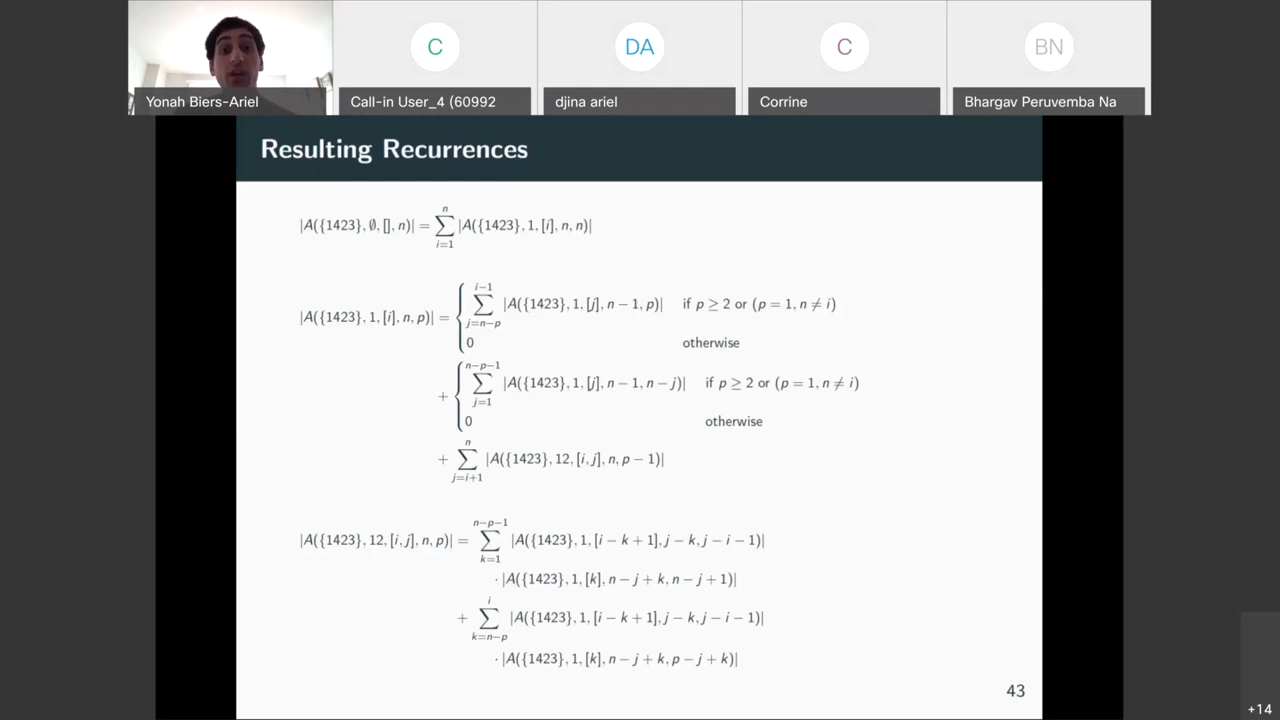 C
DA
C
BN
Yonah Biers-Ariel
Call-in User_4 (60992
djina ariel
Corrine
Bhargav Peruvemba Na
Resulting Recurrences
|A({1423}, ∅, [], n)| = ∑_{i=1}^{n} |A({1423}, 1, [i], n, n)|
|A({1423}, 1, [i], n, p)| = { ∑_{j=n−p}^{i−1} |A({1423}, 1, [j], n − 1, p)| if p ≥ 2 or (p = 1, n ≠ i)
0 otherwise
+ { ∑_{j=1}^{n−p−1} |A({1423}, 1, [j], n − 1, n − j)| if p ≥ 2 or (p = 1, n ≠ i)
0 otherwise
+ ∑_{j=i+1}^{n} |A({1423}, 12, [i, j], n, p − 1)|
|A({1423}, 12, [i, j], n, p)| = ∑_{k=1}^{n−p−1} |A({1423}, 1, [i − k + 1], j − k, j − i − 1)|
· |A({1423}, 1, [k], n − j + k, n − j + 1)|
+ ∑_{k=n−p}^{i} |A({1423}, 1, [i − k + 1], j − k, j − i − 1)|
· |A({1423}, 1, [k], n − j + k, p − j + k)|
43
+14